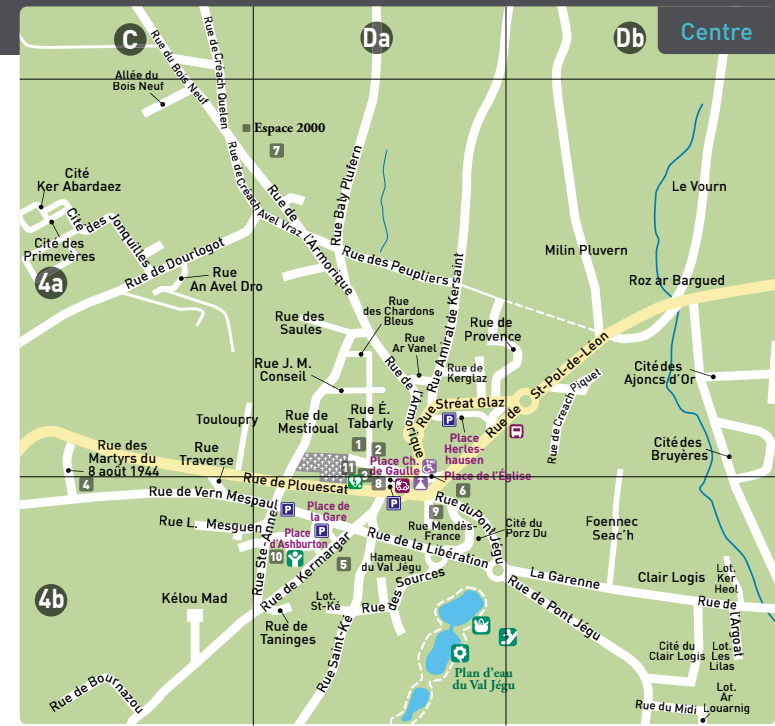 C
Da
Db
Centre
Rue du Bois Neuf
Rue de Créach Quelen
Allée du
Bois Neuf
Espace 2000
7
Cité
Ker Abardaez
Cité des Jonquilles
Cité des
Primevères
4a
Rue de Dourlogot
Rue
An Avel Dro
Rue de Créach Avel Vraz
Rue de l'Armorique
Rue Baly Plufern
Rue des Peupliers
Rue Amiral de Kersaint
Le Vourn
Milin Pluvern
Roz ar Bargued
Rue des
Saules
Rue
des Chardons
Bleus
Rue
Ar Vanel
Rue de
Provence
Rue de
Kerglaz
Rue J. M.
Conseil
Rue de l'Armorique
Rue Stréat Glaz
Rue de St-Pol-de-Léon
Rue de Creach Piquet
Cité des
Ajoncs d'Or
Cité des
Bruyères
Touloupry
Rue de
Mestioual
Rue É.
Tabarly
P
Place
Herles-
hausen
Rue des
Martyrs du
8 août 1944
4
Rue
Traverse
1
2
11
3
Place Ch.
de Gaulle
8
Place de l'Église
6
P
9
Rue de Plouescat
Rue de Vern Mespaul
P
Place de
la Gare
P
Rue L. Mesguen
Place
d'Ashburton
10
Rue Ste-Anne
Rue de Kermargar
5
Rue du Pont Jégu
Rue Mendès-
France
Cité du
Porz Du
Rue de la Libération
Hameau
du Val Jégu
Rue des Sources
Foennec
Seac'h
La Garenne
Clair Logis
Lot.
Ker
Heol
4b
Kélou Mad
Lot.
St-Ké
Rue de
Taninges
Rue Saint-Ké
Rue de Pont Jégu
Rue de l'Argoat
Cité du
Clair Logis
Lot.
Les
Lilas
Plan d'eau
du Val Jégu
Rue de Bournazou
Rue du Midi
Lot.
Ar
Louarnig